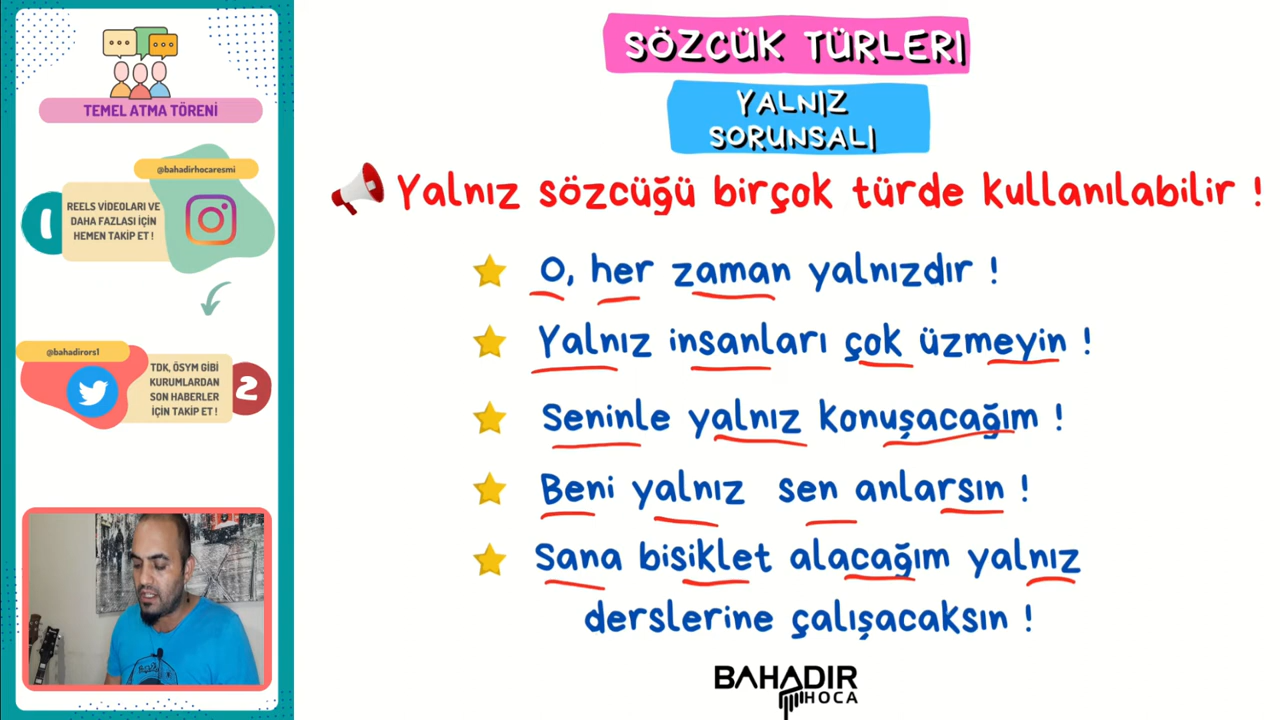 TEMEL ATMA TÖRENİ
@bahadirhocaresmi
1
REELS VİDEOLARI VE
DAHA FAZLASI İÇİN
HEMEN TAKİP ET !
@bahadirors1
TDK, ÖSYM GİBİ
KURUMLARDAN
SON HABERLER
İÇİN TAKİP ET !
2
SÖZCÜK TÜRLERI
YALNIZ
SORUNSALI
Yalnız sözcüğü birçok türde kullanılabilir !
O, her zaman yalnızdır !
Yalnız insanları çok üzmeyin !
Seninle yalnız konuşacağım !
Beni yalnız sen anlarsın !
Sana bisiklet alacağım yalnız
derslerine çalışacaksın !
BAHADIR
HOCA